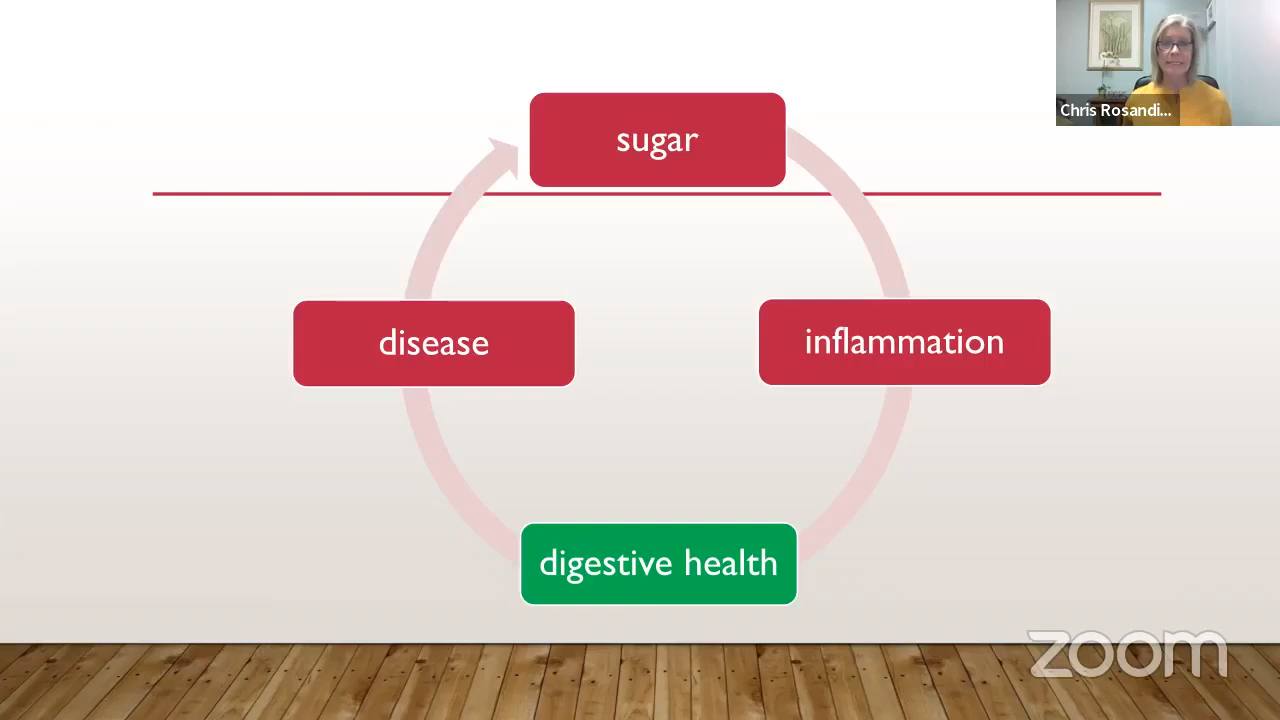 Chris Rosandi...
sugar
disease
inflammation
digestive health
zoom